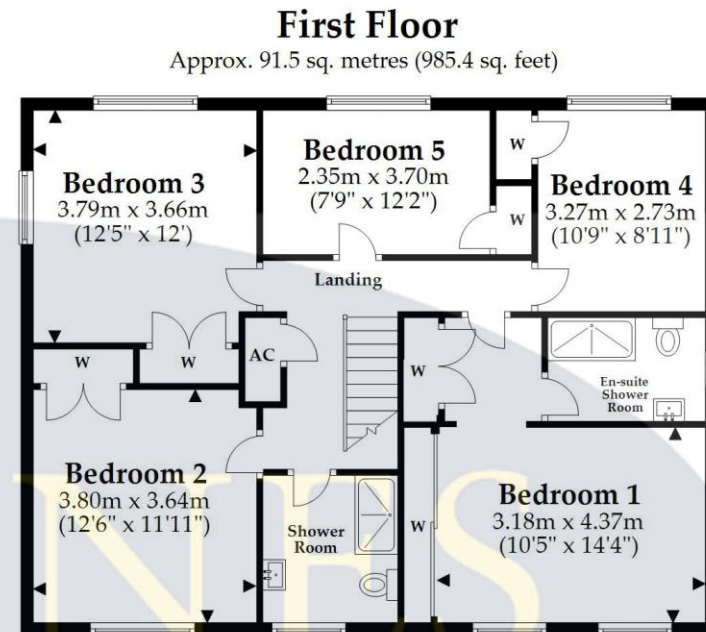 First Floor
Approx. 91.5 sq. metres (985.4 sq. feet)
Bedroom 3
3.79m x 3.66m
(12'5" x 12')
Bedroom 5
2.35m x 3.70m
(7'9" x 12'2")
W
W
Bedroom 4
3.27m x 2.73m
(10'9" x 8'11")
Landing
W
W
AC
W
En-suite
Shower
Room
Bedroom 2
3.80m x 3.64m
(12'6" x 11'11")
Shower
Room
W
Bedroom 1
3.18m x 4.37m
(10'5" x 14'4")
NES